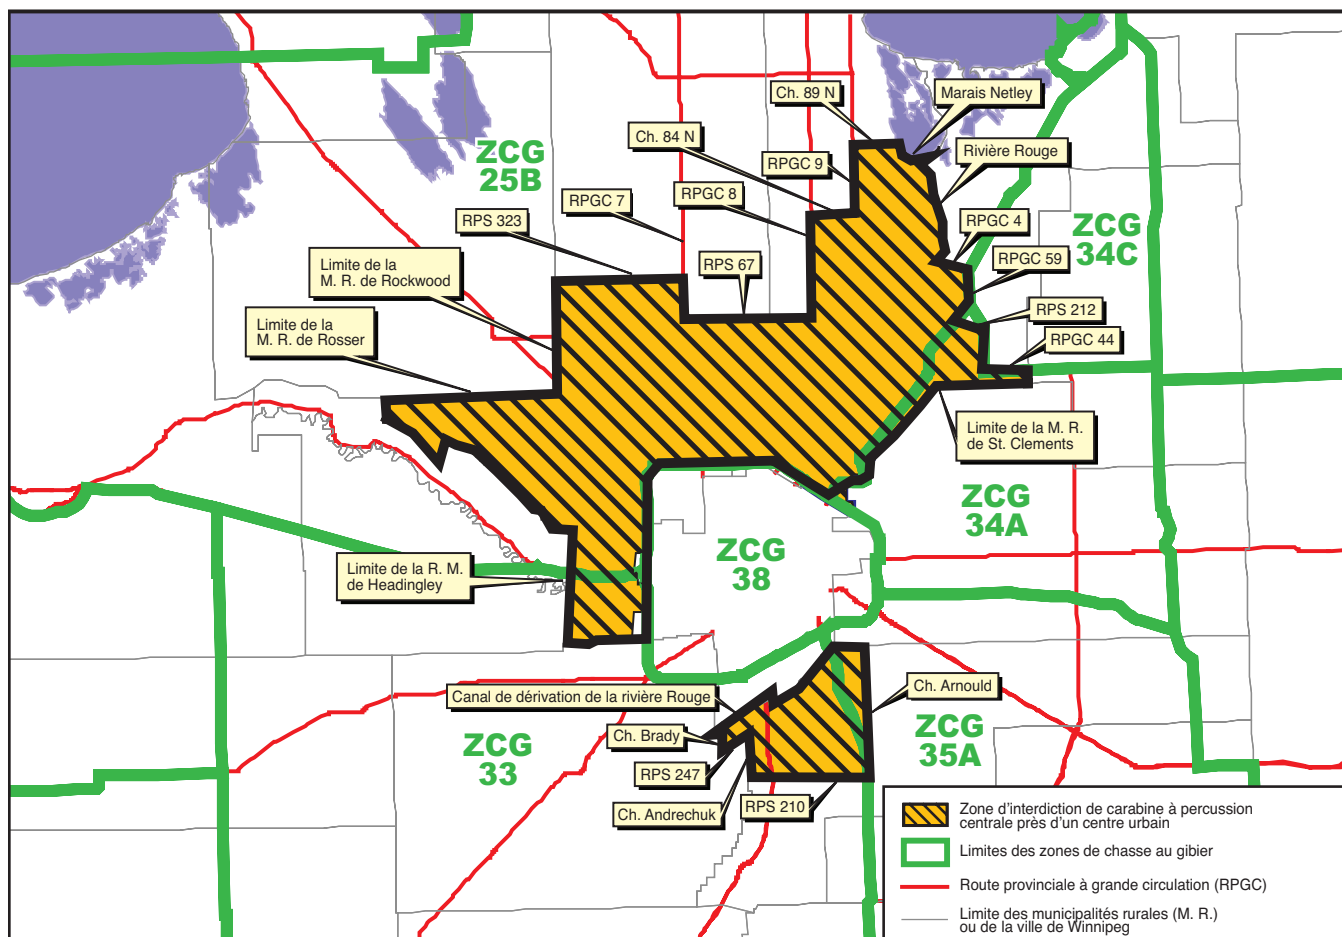 Ch. 89 N
Marais Netley
Ch. 84 N
ZCG
25B
RPGC 9
Rivière Rouge
RPGC 7
RPGC 8
RPS 323
RPGC 4
ZCG
34C
Limite de la
M. R. de Rockwood
RPS 67
RPGC 59
Limite de la
M. R. de Rosser
RPS 212
RPGC 44
Limite de la M. R.
de St. Clements
ZCG
34A
ZCG
38
Limite de la R. M.
de Headingley
Canal de dérivation de la rivière Rouge
Ch. Arnould
Ch. Brady
ZCG
33
ZCG
35A
RPS 247
Ch. Andrechuk
RPS 210
Zone d'interdiction de carabine à percussion
centrale près d'un centre urbain
Limites des zones de chasse au gibier
Route provinciale à grande circulation (RPGC)
Limite des municipalités rurales (M. R.)
ou de la ville de Winnipeg